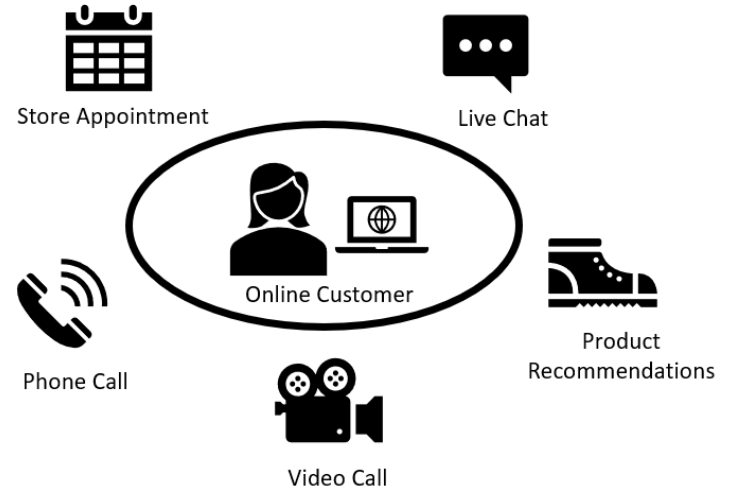 Store Appointment
Live Chat
Online Customer
Product
Recommendations
Phone Call
Video Call